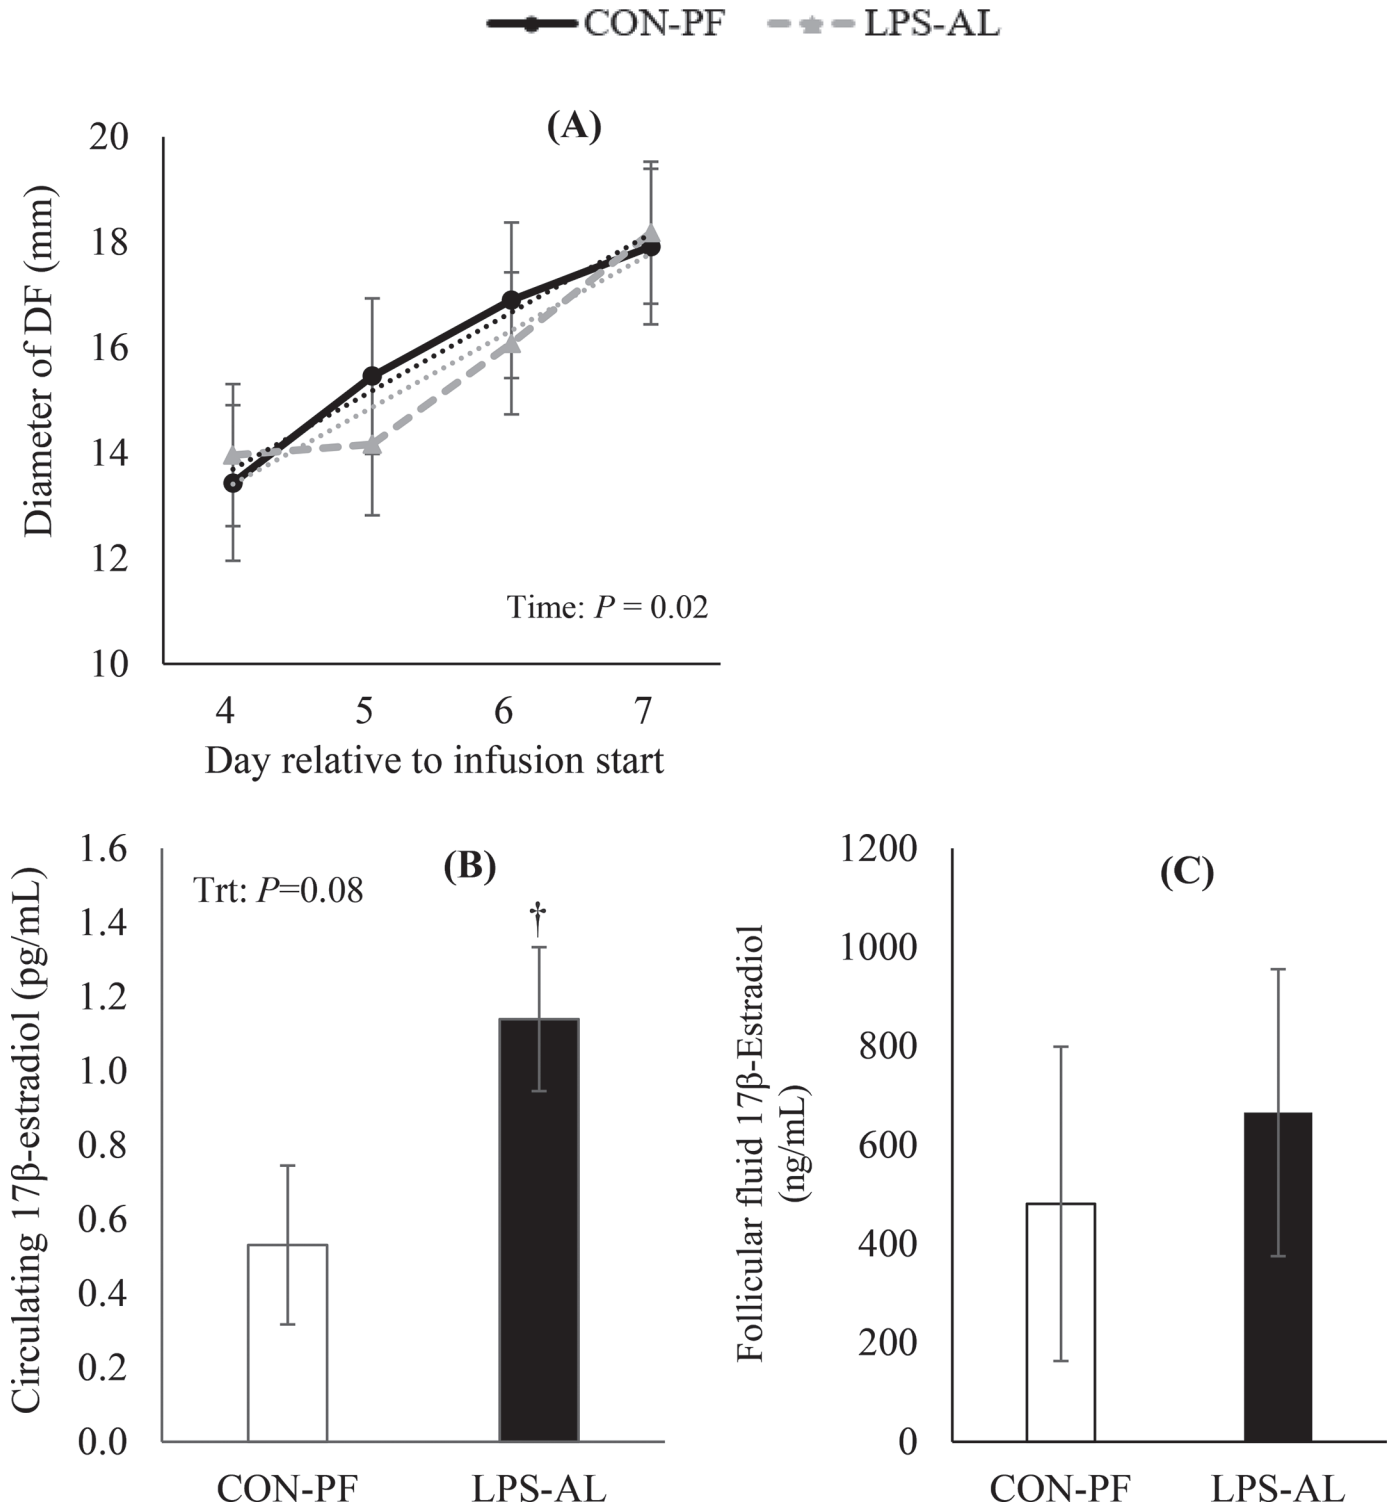 CON-PF LPS-AL
(A)
Diameter of DF (mm)
20
18
16
14
12
10
Time: P = 0.02
4 5 6 7
Day relative to infusion start
(B)
Trt: P=0.08
†
Circulating 17β-estradiol (pg/mL)
1.6
1.4
1.2
1.0
0.8
0.6
0.4
0.2
0.0
CON-PF LPS-AL
(C)
Follicular fluid 17β-Estradiol
(ng/mL)
1200
1000
800
600
400
200
0
CON-PF LPS-AL